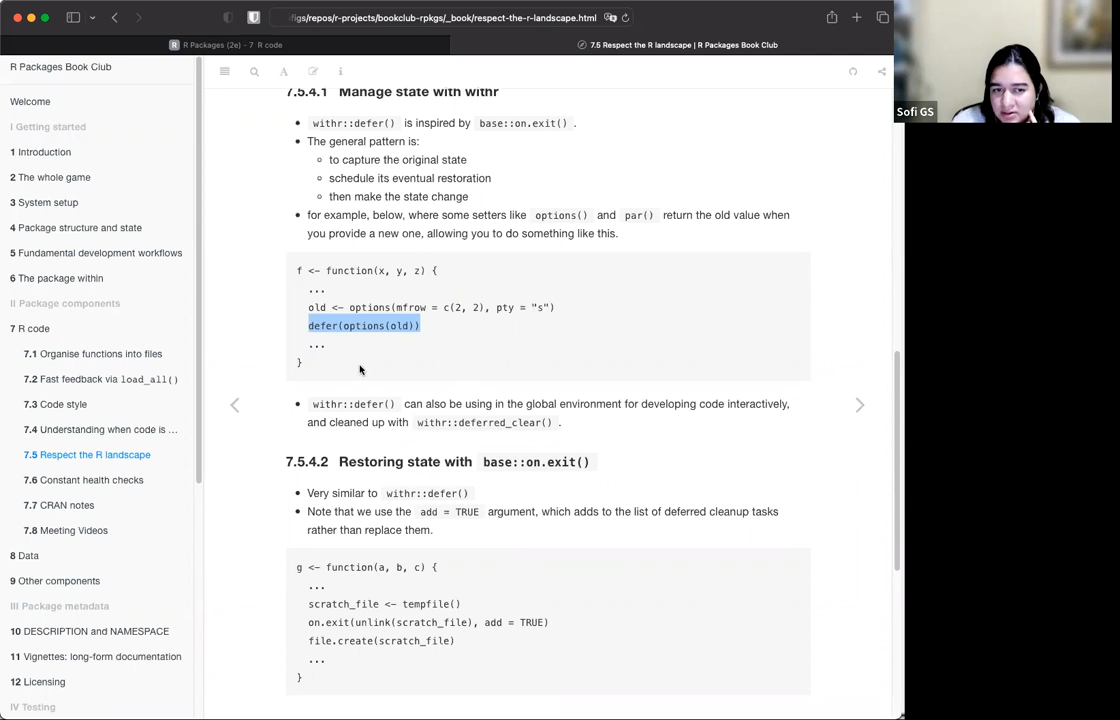 figs/repos/r-projects/bookclub-rpkgs/_book/respect-the-r-landscape.html
R R Packages (2e) - 7 R code
7.5 Respect the R landscape | R Packages Book Club
R Packages Book Club
Welcome
I Getting started
1 Introduction
2 The whole game
3 System setup
4 Package structure and state
5 Fundamental development workflows
6 The package within
II Package components
7 R code
7.1 Organise functions into files
7.2 Fast feedback via load_all()
7.3 Code style
7.4 Understanding when code is ...
7.5 Respect the R landscape
7.6 Constant health checks
7.7 CRAN notes
7.8 Meeting Videos
8 Data
9 Other components
III Package metadata
10 DESCRIPTION and NAMESPACE
11 Vignettes: long-form documentation
12 Licensing
IV Testing
7.5.4.1 Manage state with withr
• withr::defer() is inspired by base::on.exit() .
• The general pattern is:
◦ to capture the original state
◦ schedule its eventual restoration
◦ then make the state change
• for example, below, where some setters like options() and par() return the old value when
you provide a new one, allowing you to do something like this.
f <- function(x, y, z) {
...
old <- options(mfrow = c(2, 2), pty = "s")
defer(options(old))
...
}
• withr::defer() can also be using in the global environment for developing code interactively,
and cleaned up with withr::deferred_clear() .
7.5.4.2 Restoring state with base::on.exit()
• Very similar to withr::defer()
• Note that we use the add = TRUE argument, which adds to the list of deferred cleanup tasks
rather than replace them.
g <- function(a, b, c) {
...
scratch_file <- tempfile()
on.exit(unlink(scratch_file), add = TRUE)
file.create(scratch_file)
...
}
Sofi GS